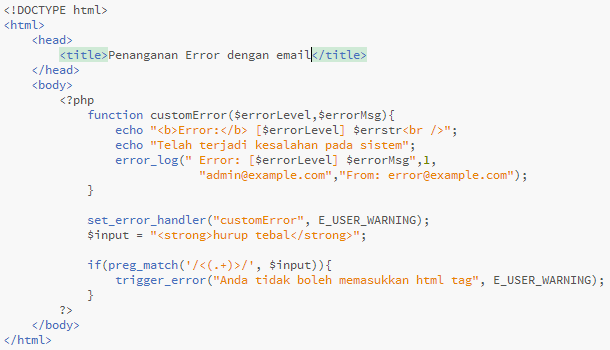 <!DOCTYPE html>
<html>
    <head>
        <title>Penanganan Error dengan email</title>
    </head>
    <body>
        <?php
            function customError($errorLevel,$errorMsg){
                echo "<b>Error:</b> [$errorLevel] $errstr<br />";
                echo "Telah terjadi kesalahan pada sistem";
                error_log(" Error: [$errorLevel] $errorMsg",1,
                            "admin@example.com","From: error@example.com");
            }

            set_error_handler("customError", E_USER_WARNING);
            $input = "<strong>hurup tebal</strong>";

            if(preg_match('/<(.+)>/', $input)){
                trigger_error("Anda tidak boleh memasukkan html tag", E_USER_WARNING);
            }
        ?>
    </body>
</html>